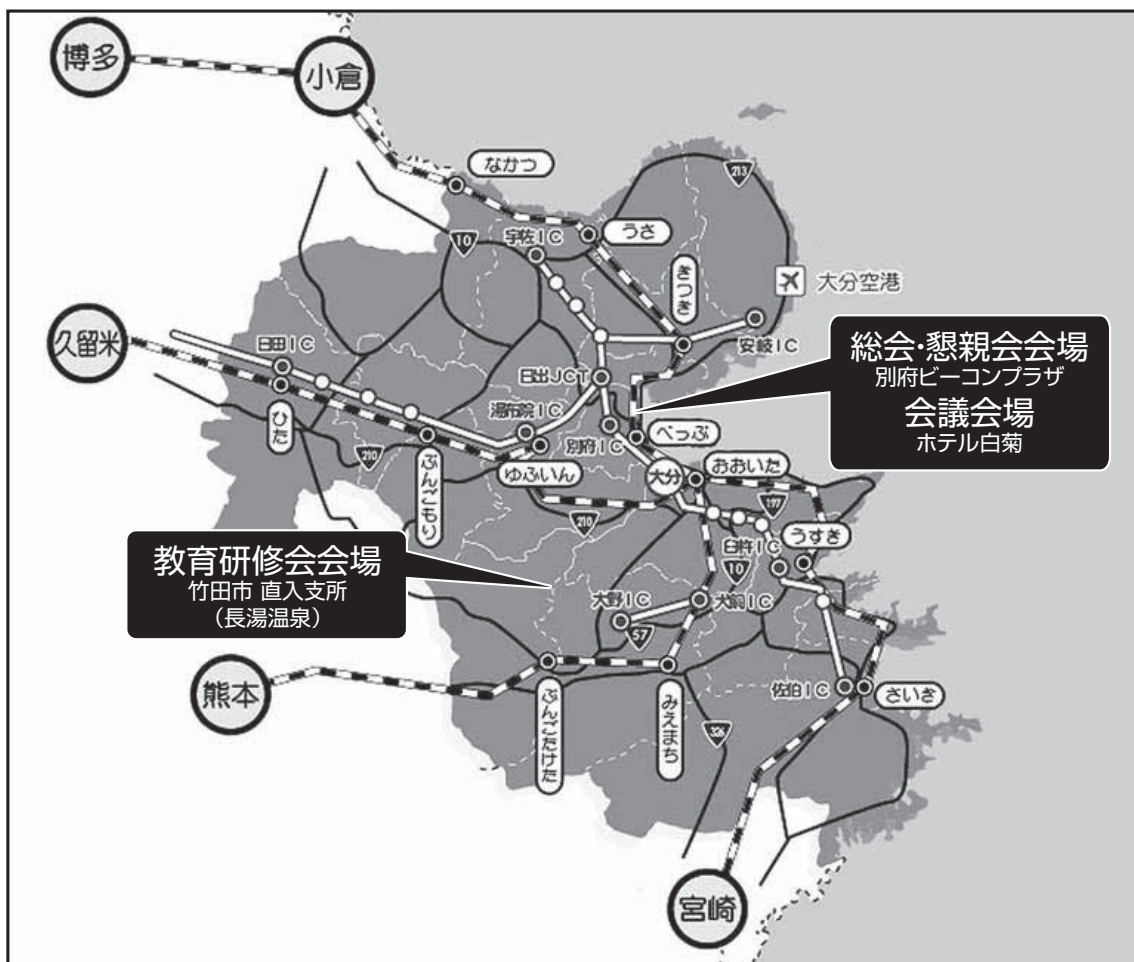 博多
小倉
なかつ
213
10
宇佐IC
うさ
きつき
大分空港
久留米
日田IC
安岐IC
総会・懇親会会場
別府ビーコンプラザ
会議会場
ホテル白菊
日出JCT
湯布院IC
ひた
別府IC
べっぷ
210
ぶんごもり
ゆふいん
大分
おおいた
197
210
教育研修会会場
竹田市 直入支所
（長湯温泉）
臼杵IC
うすき
10
大野IC
犬飼IC
57
熊本
ぶんごたけた
みえまち
佐伯IC
さいき
326
宮崎